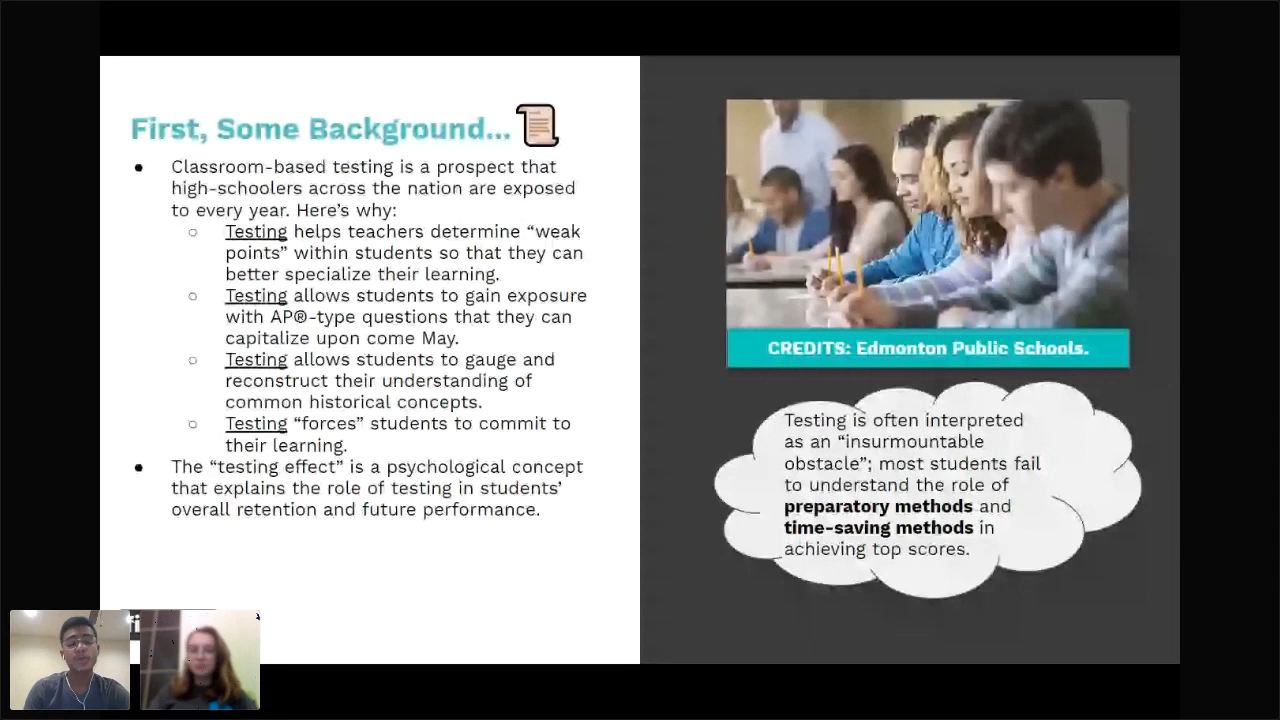 First, Some Background...
● Classroom-based testing is a prospect that
high-schoolers across the nation are exposed
to every year. Here's why:
○ Testing helps teachers determine “weak
points” within students so that they can
better specialize their learning.
○ Testing allows students to gain exposure
with AP®-type questions that they can
capitalize upon come May.
○ Testing allows students to gauge and
reconstruct their understanding of
common historical concepts.
○ Testing “forces” students to commit to
their learning.
● The “testing effect” is a psychological concept
that explains the role of testing in students’
overall retention and future performance.
CREDITS: Edmonton Public Schools.
Testing is often interpreted
as an “insurmountable
obstacle”; most students fail
to understand the role of
preparatory methods and
time-saving methods in
achieving top scores.